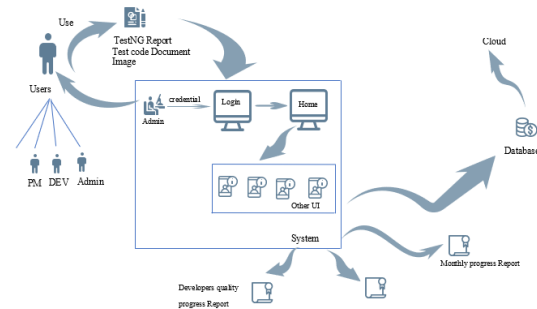 Use
TestNG Report
Test code Document
Image
Cloud
Users
credential
Login
Home
Admin
Database
PM DEV Admin
Other UI
System
Monthly progress Report
Developers quality
progress Report